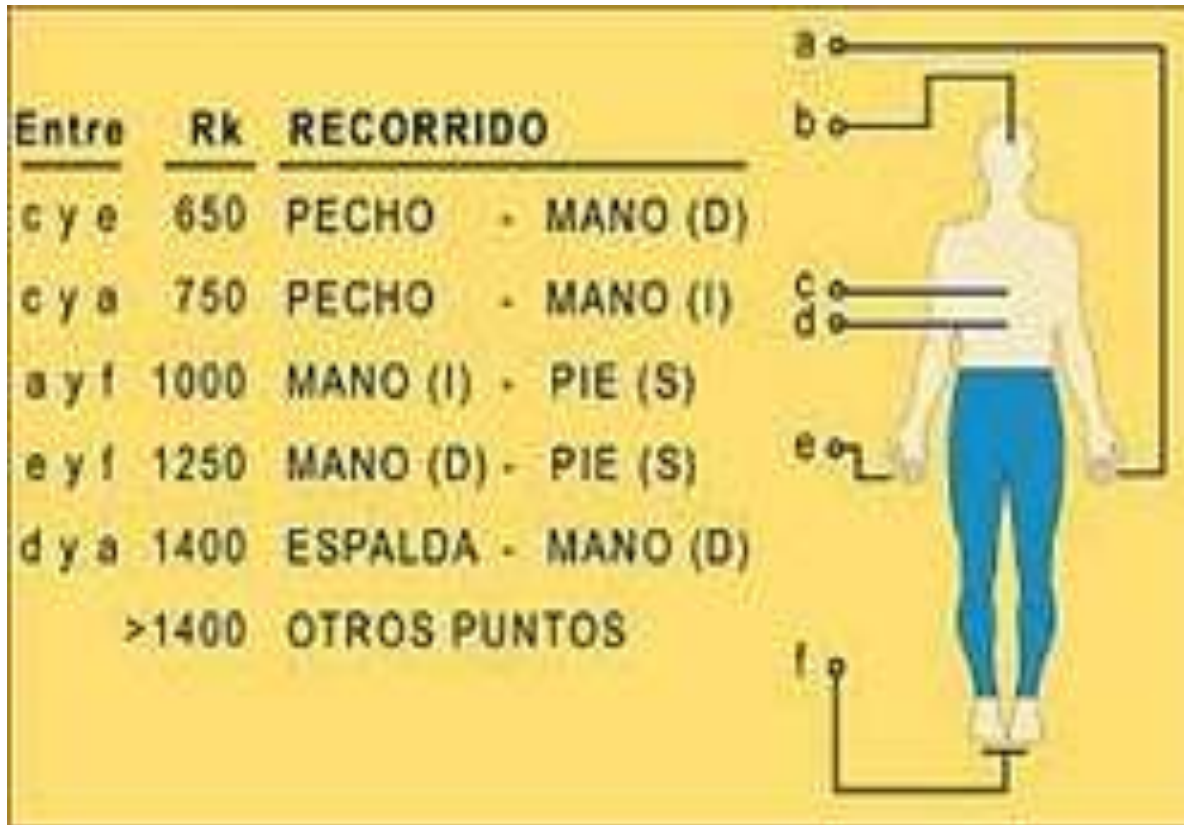 Entre Rk RECORRIDO
c y e 650 PECHO - MANO (D)
c y a 750 PECHO - MANO (I)
a y f 1000 MANO (I) - PIE (S)
e y f 1250 MANO (D) - PIE (S)
d y a 1400 ESPALDA - MANO (D)
>1400 OTROS PUNTOS
a
b
c
d
e
f